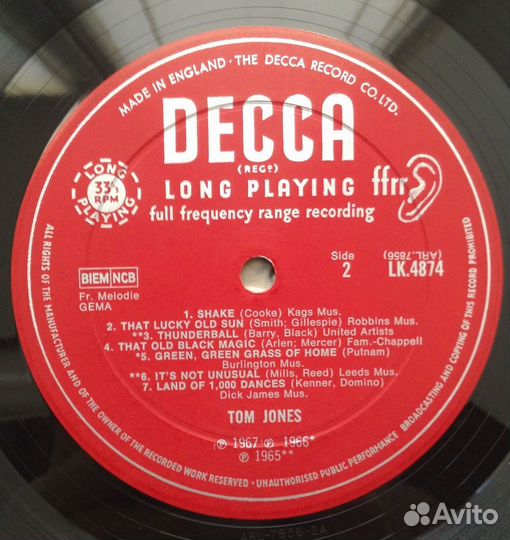 MADE IN ENGLAND · THE DECCA RECORD CO. LTD.
DECCA
(REGD)
LONG PLAYING
ffrr
full frequency range recording
LONG
33⅓
RPM
PLAYING
BIEM NCB
Fr. Melodie
GEMA
Side
2
(ARL.7856)
LK.4874
1. SHAKE (Cooke) Kags Mus.
2. THAT LUCKY OLD SUN (Smith; Gillespie) Robbins Mus.
**3. THUNDERBALL (Barry, Black) United Artists
4. THAT OLD BLACK MAGIC (Arlen; Mercer) Fam.-Chappell
*5. GREEN, GREEN GRASS OF HOME (Putnam)
Burlington Mus.
**6. IT'S NOT UNUSUAL (Mills, Reed) Leeds Mus.
7. LAND OF 1,000 DANCES (Kenner, Domino)
Dick James Mus.
TOM JONES
℗ 1967 ℗ 1966*
℗ 1965**
ALL RIGHTS OF THE MANUFACTURER AND OF THE OWNER OF THE RECORDED WORK RESERVED · UNAUTHORISED PUBLIC PERFORMANCE BROADCASTING AND COPYING OF THIS RECORD PROHIBITED
ARL-7856-2A
Avito